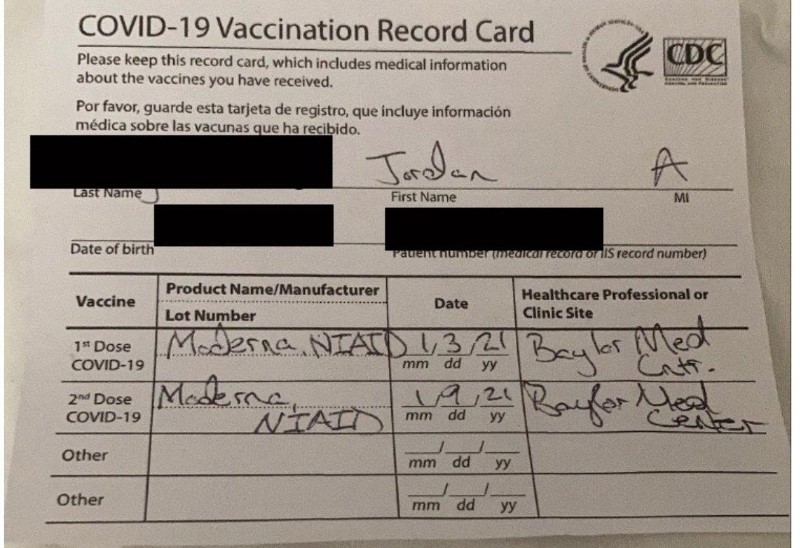 COVID-19 Vaccination Record Card
CDC
Please keep this record card, which includes medical information
about the vaccines you have received.
Por favor, guarde esta tarjeta de registro, que incluye información
médica sobre las vacunas que ha recibido.
Jordan A
Last Name First Name MI
Date of birth Patient number (medical record or IIS record number)
Vaccine Product Name/Manufacturer Date Healthcare Professional or
Lot Number Clinic Site
1st Dose Moderna, NIAID 1/3/21 Baylor Med
COVID-19 mm dd yy Cntr.
2nd Dose Moderna, 1/9/21 Baylor Med
COVID-19 NIAID mm dd yy Center
Other / /
mm dd yy
Other / /
mm dd yy